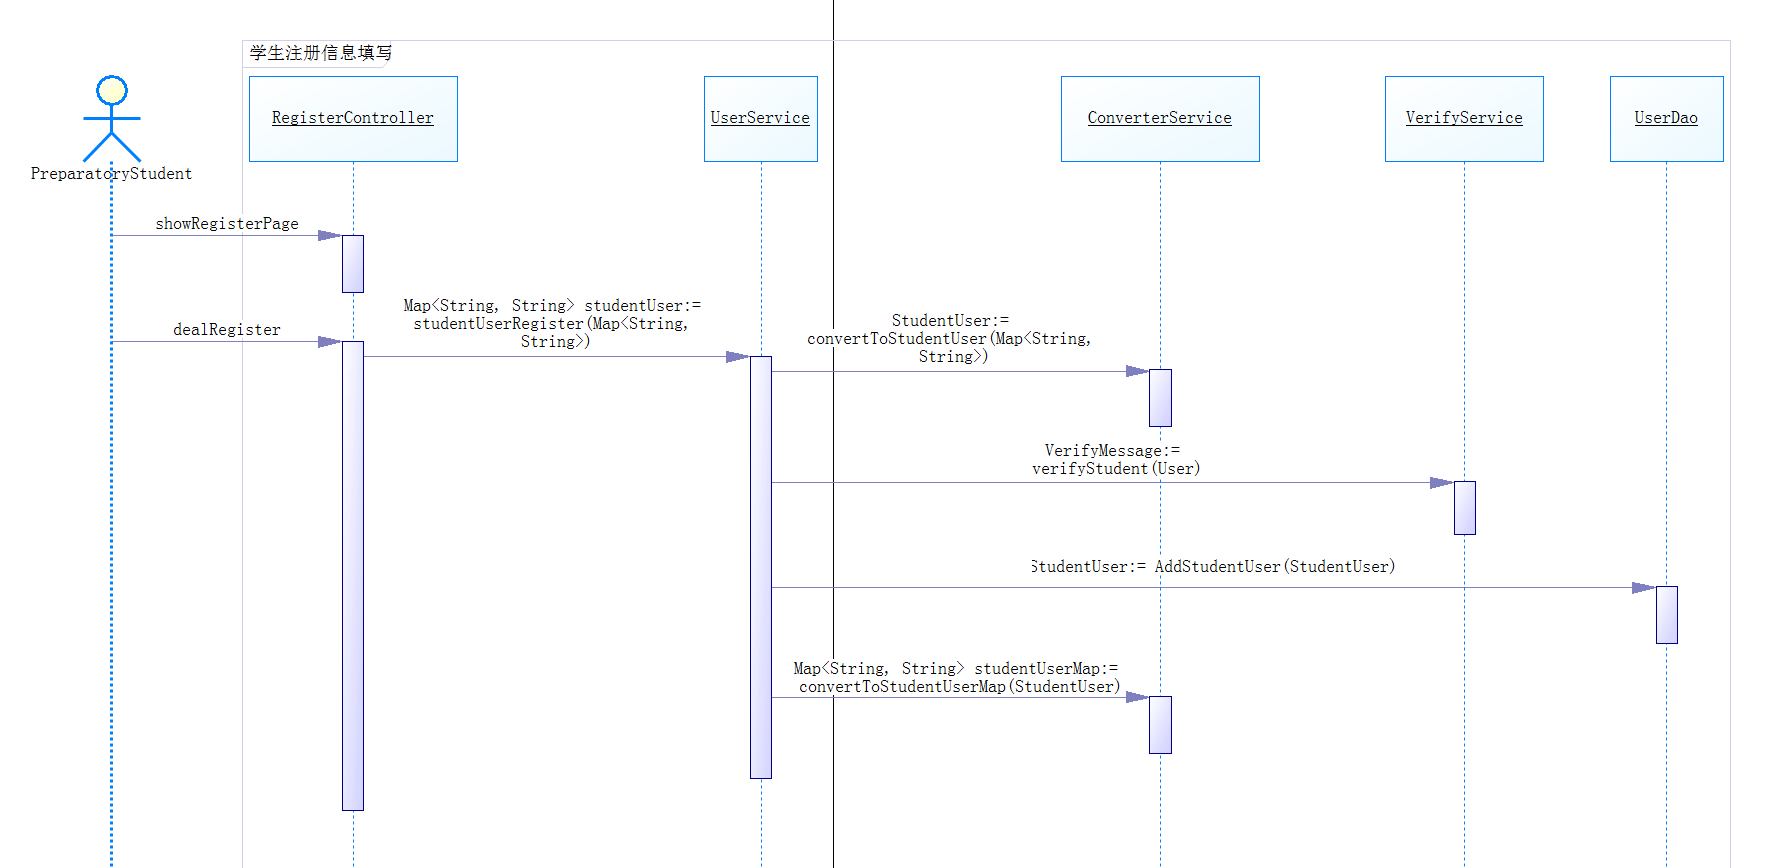 学生注册信息填写
RegisterController
UserService
ConverterService
VerifyService
UserDao
PreparatoryStudent
showRegisterPage
Map<String, String> studentUser:=
studentUserRegister(Map<String,
String>)
dealRegister
StudentUser:=
convertToStudentUser(Map<String,
String>)
VerifyMessage:=
verifyStudent(User)
StudentUser:= AddStudentUser(StudentUser)
Map<String, String> studentUserMap:=
convertToStudentUserMap(StudentUser)